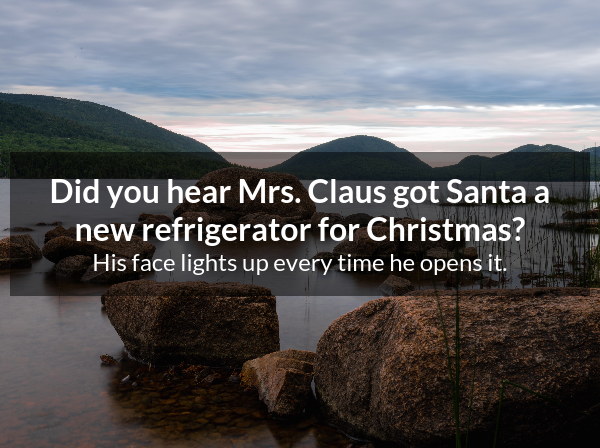 Did you hear Mrs. Claus got Santa a
new refrigerator for Christmas?
His face lights up every time he opens it.